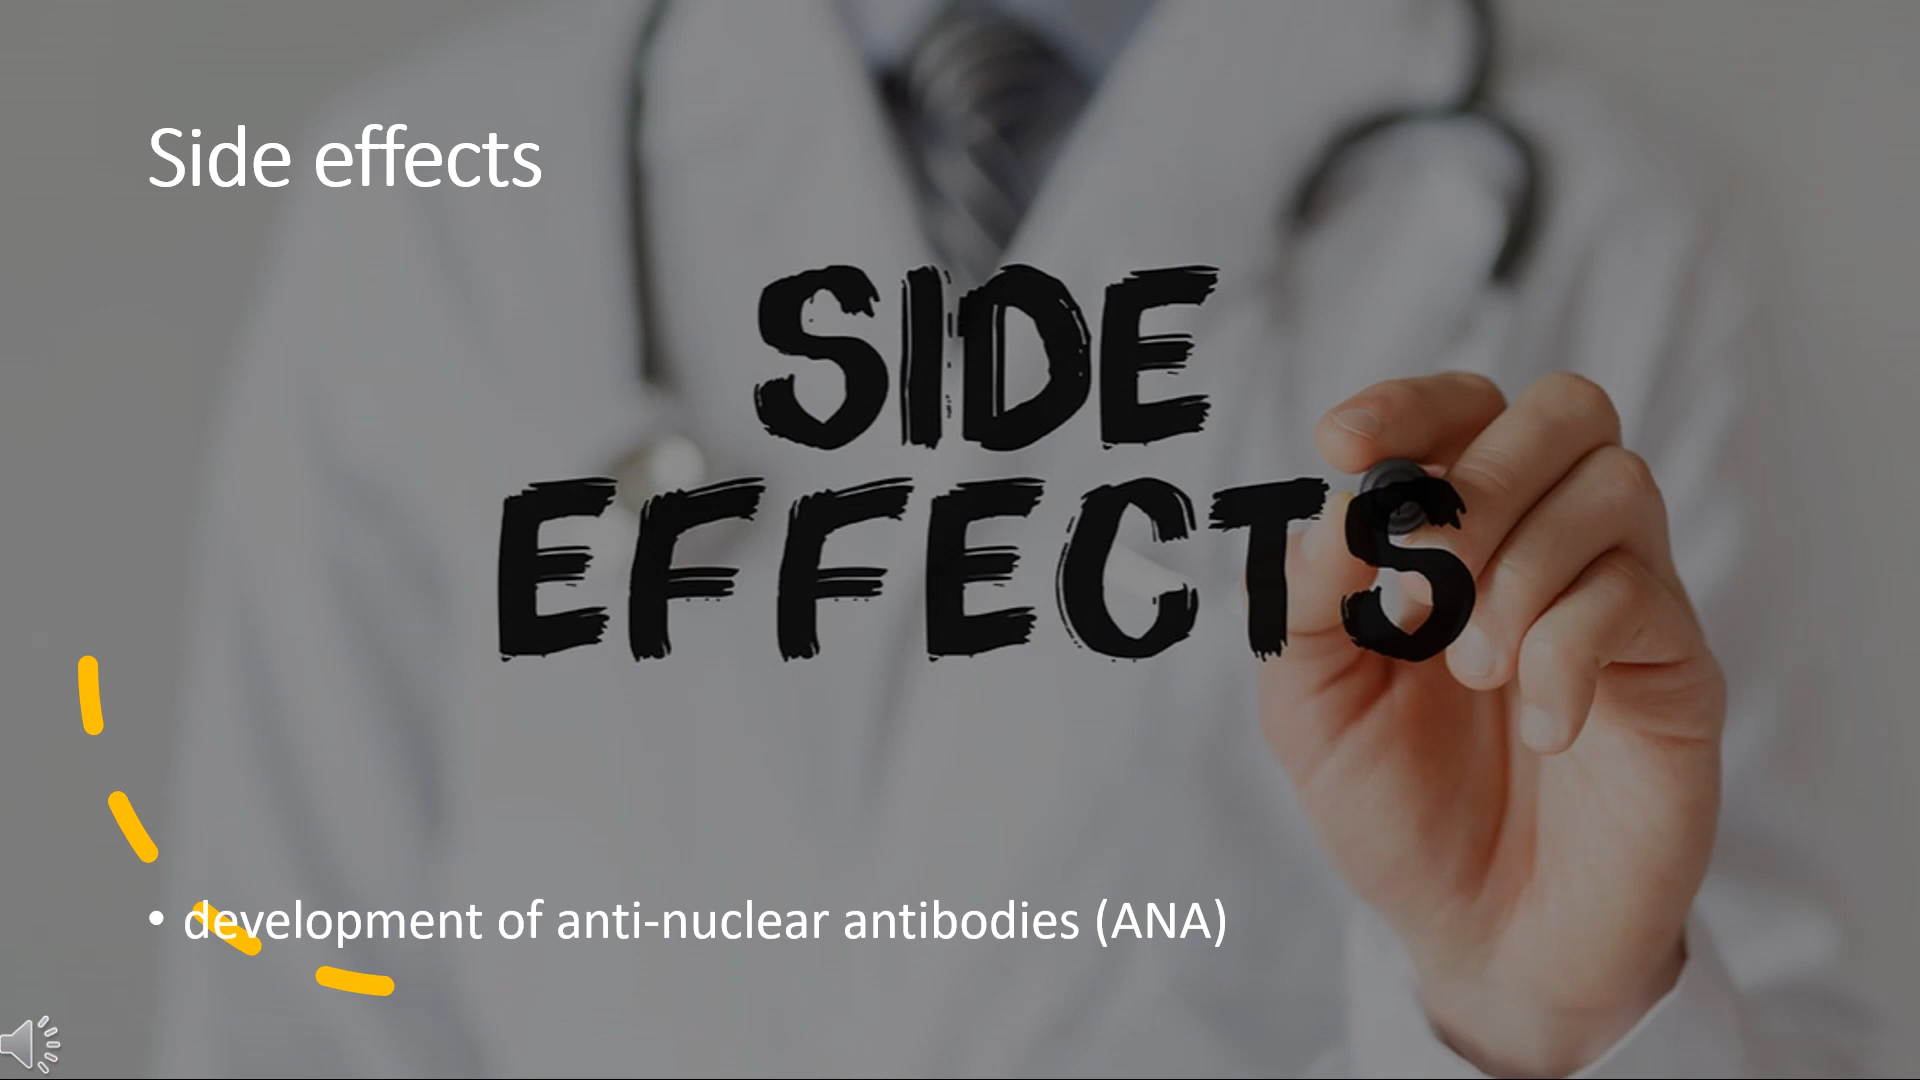 Side effects
SIDE
EFFECTS
• development of anti-nuclear antibodies (ANA)